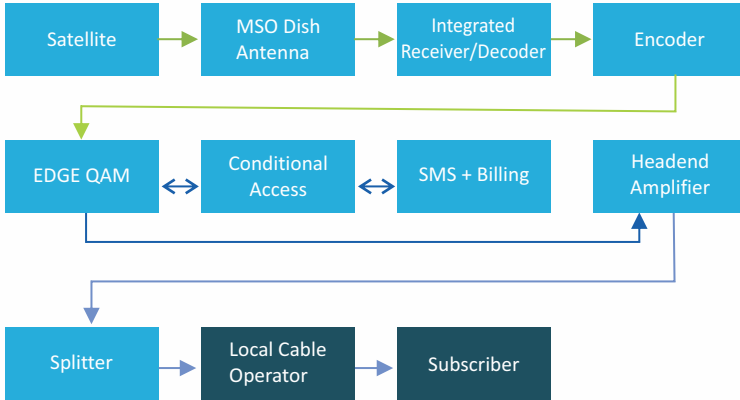 Satellite
MSO Dish
Antenna
Integrated
Receiver/Decoder
Encoder
EDGE QAM
Conditional
Access
SMS + Billing
Headend
Amplifier
Splitter
Local Cable
Operator
Subscriber